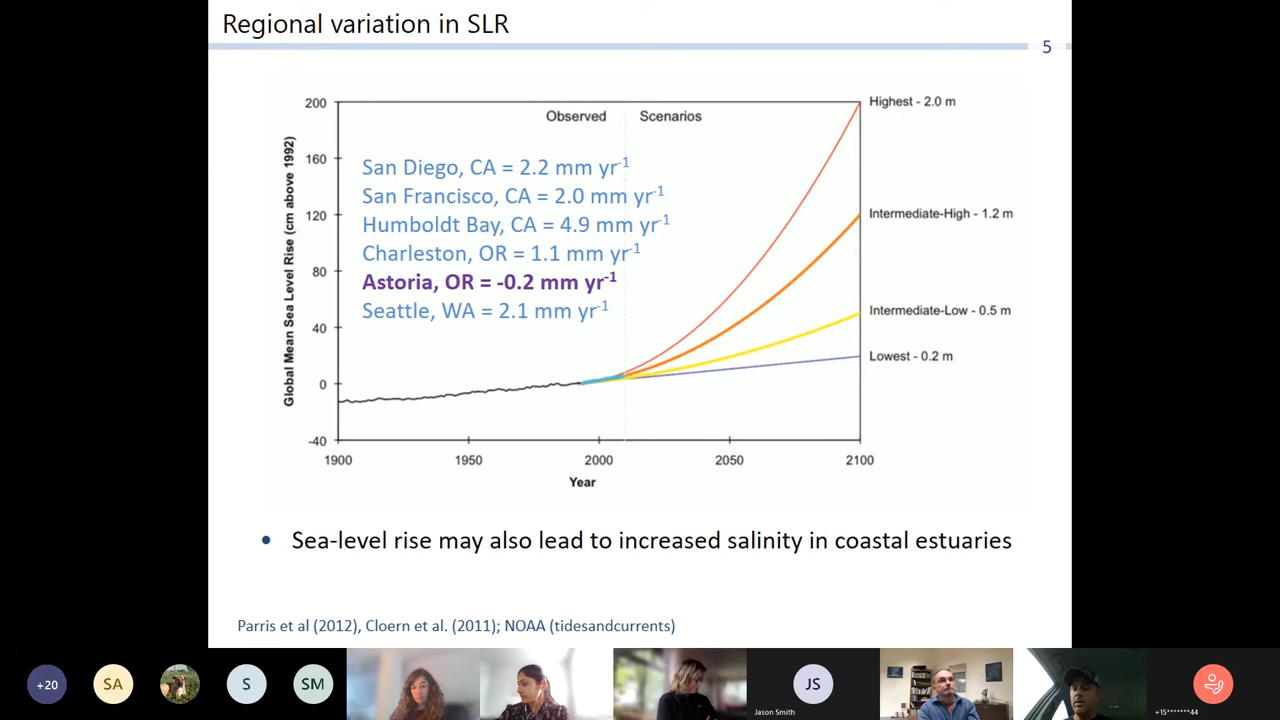 Regional variation in SLR
5
200
160
120
80
40
0
-40
Global Mean Sea Level Rise (cm above 1992)
Observed
Scenarios
San Diego, CA = 2.2 mm yr-1
San Francisco, CA = 2.0 mm yr-1
Humboldt Bay, CA = 4.9 mm yr-1
Charleston, OR = 1.1 mm yr-1
Astoria, OR = -0.2 mm yr-1
Seattle, WA = 2.1 mm yr-1
Highest - 2.0 m
Intermediate-High - 1.2 m
Intermediate-Low - 0.5 m
Lowest - 0.2 m
1900
1950
2000
2050
2100
Year
• Sea-level rise may also lead to increased salinity in coastal estuaries
Parris et al (2012), Cloern et al. (2011); NOAA (tidesandcurrents)
+20
SA
S
SM
JS
Jason Smith
+15*******44